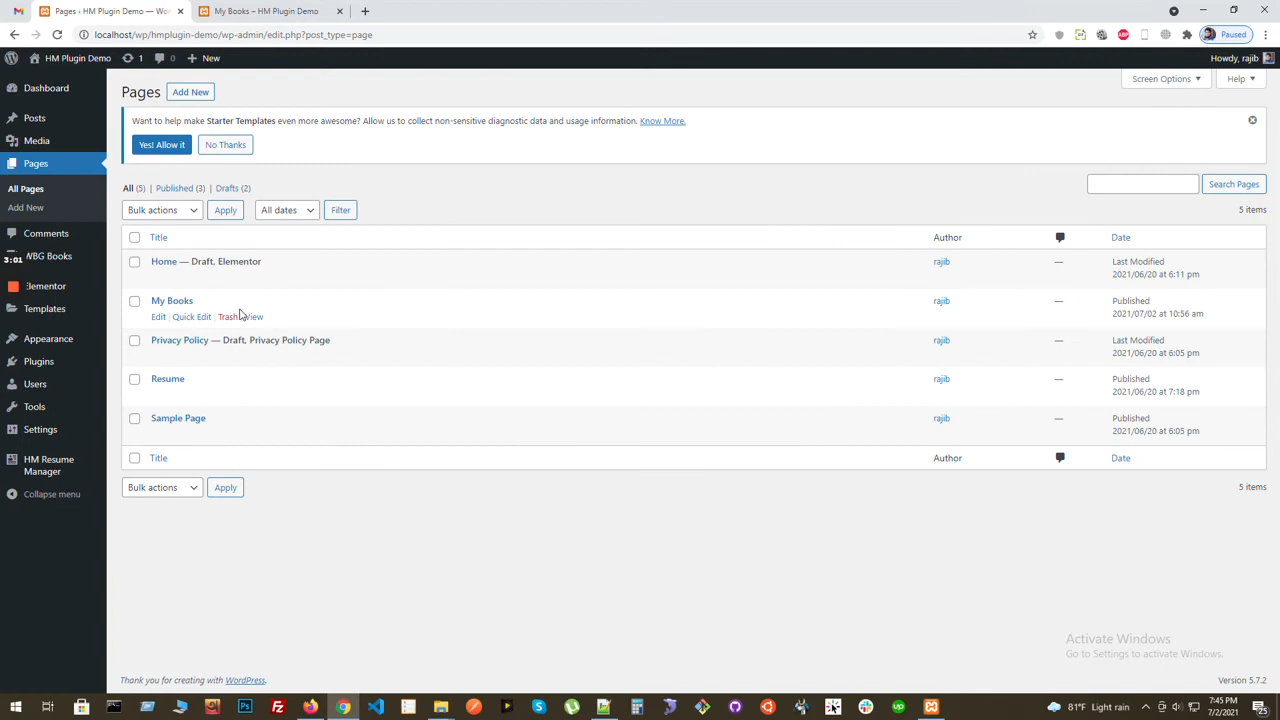 Pages ‹ HM Plugin Demo — Wor
My Books – HM Plugin Demo
localhost/wp/hmplugin-demo/wp-admin/edit.php?post_type=page
ABP
Paused
HM Plugin Demo 1 0 New
Howdy, rajib
Dashboard
Posts
Media
Pages
All Pages
Add New
Comments
3:01 WBG Books
Elementor
Templates
Appearance
Plugins
Users
Tools
Settings
HM Resume
Manager
Collapse menu
Screen Options Help
Pages Add New
Want to help make Starter Templates even more awesome? Allow us to collect non-sensitive diagnostic data and usage information. Know More.
Yes! Allow it No Thanks
All (5) | Published (3) | Drafts (2)
Search Pages
Bulk actions Apply All dates Filter
5 items
Title Author Date
Home — Draft, Elementor rajib — Last Modified
2021/06/20 at 6:11 pm
My Books rajib — Published
Edit | Quick Edit | Trash View 2021/07/02 at 10:56 am
Privacy Policy — Draft, Privacy Policy Page rajib — Last Modified
2021/06/20 at 6:05 pm
Resume rajib — Published
2021/06/20 at 7:18 pm
Sample Page rajib — Published
2021/06/20 at 6:05 pm
Title Author Date
Bulk actions Apply
5 items
Activate Windows
Go to Settings to activate Windows.
Thank you for creating with WordPress.
Version 5.7.2
81°F Light rain
7:45 PM
7/2/2021
25